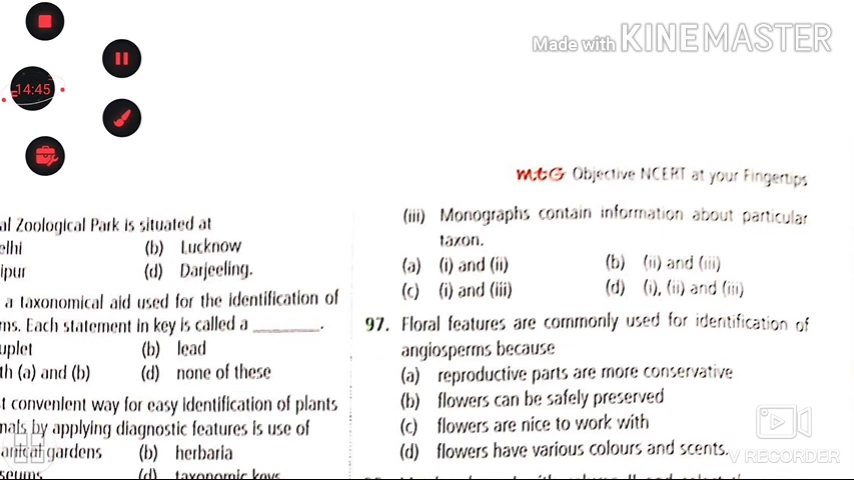 Made with KINEMASTER
14:45
mtG Objective NCERT at your Fingertips
al Zoological Park is situated at
elhi (b) Lucknow
ipur (d) Darjeeling.
a taxonomical aid used for the identification of
ms. Each statement in key is called a ________.
uplet (b) lead
th (a) and (b) (d) none of these
t convenient way for easy identification of plants
nals by applying diagnostic features is use of
anical gardens (b) herbaria
seums (d) taxonomic keys
(iii) Monographs contain information about particular
taxon.
(a) (i) and (ii) (b) (ii) and (iii)
(c) (i) and (iii) (d) (i), (ii) and (iii)
97. Floral features are commonly used for identification of
angiosperms because
(a) reproductive parts are more conservative
(b) flowers can be safely preserved
(c) flowers are nice to work with
(d) flowers have various colours and scents.
V RECORDER